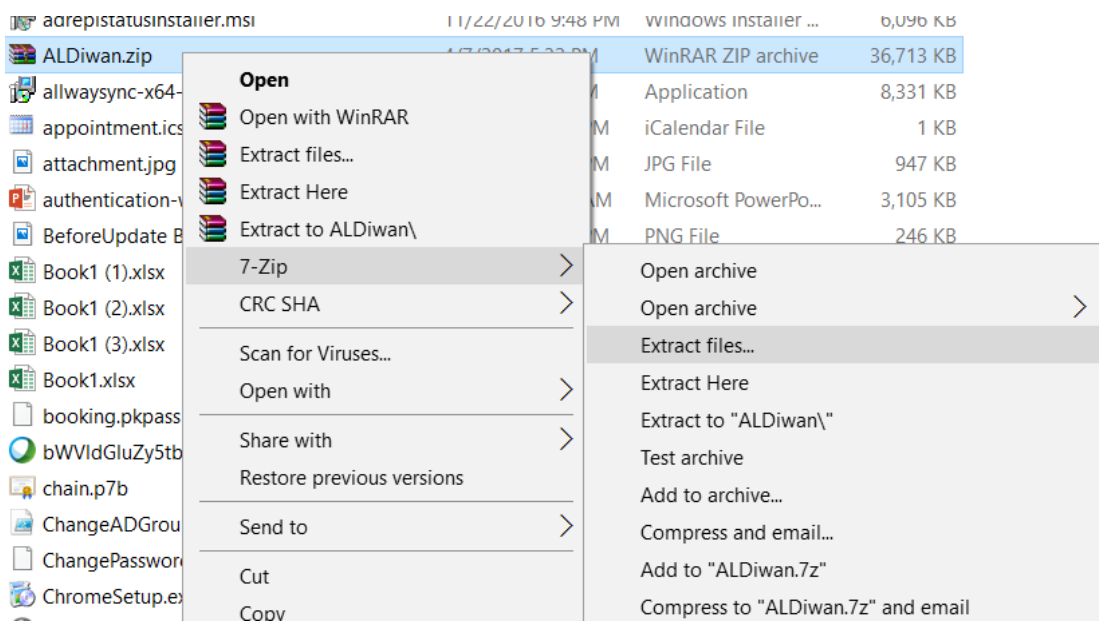 adreplstatusinstaller.msi 11/22/2016 9:48 PM Windows Installer ... 6,096 KB
ALDiwan.zip WinRAR ZIP archive 36,713 KB
allwaysync-x64- Application 8,331 KB
appointment.ics iCalendar File 1 KB
attachment.jpg JPG File 947 KB
authentication- Microsoft PowerPo... 3,105 KB
BeforeUpdate B PNG File 246 KB
Book1 (1).xlsx
Book1 (2).xlsx
Book1 (3).xlsx
Book1.xlsx
booking.pkpass
bWVldGluZy5tb
chain.p7b
ChangeADGrou
ChangePassword
ChromeSetup.ex
Open
Open with WinRAR
Extract files...
Extract Here
Extract to ALDiwan\
7-Zip
CRC SHA
Scan for Viruses...
Open with
Share with
Restore previous versions
Send to
Cut
Copy
Open archive
Open archive
Extract files...
Extract Here
Extract to "ALDiwan\"
Test archive
Add to archive...
Compress and email...
Add to "ALDiwan.7z"
Compress to "ALDiwan.7z" and email